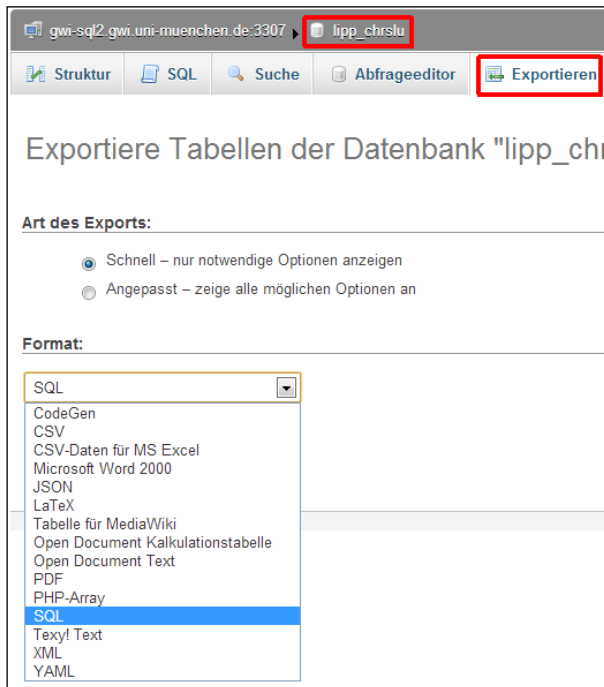 gwi-sql2.gwi.uni-muenchen.de:3307 lipp_chrslu
Struktur SQL Suche Abfrageeditor Exportieren
Exportiere Tabellen der Datenbank "lipp_chr
Art des Exports:
Schnell – nur notwendige Optionen anzeigen
Angepasst – zeige alle möglichen Optionen an
Format:
SQL
CodeGen
CSV
CSV-Daten für MS Excel
Microsoft Word 2000
JSON
LaTeX
Tabelle für MediaWiki
Open Document Kalkulationstabelle
Open Document Text
PDF
PHP-Array
SQL
Texy! Text
XML
YAML